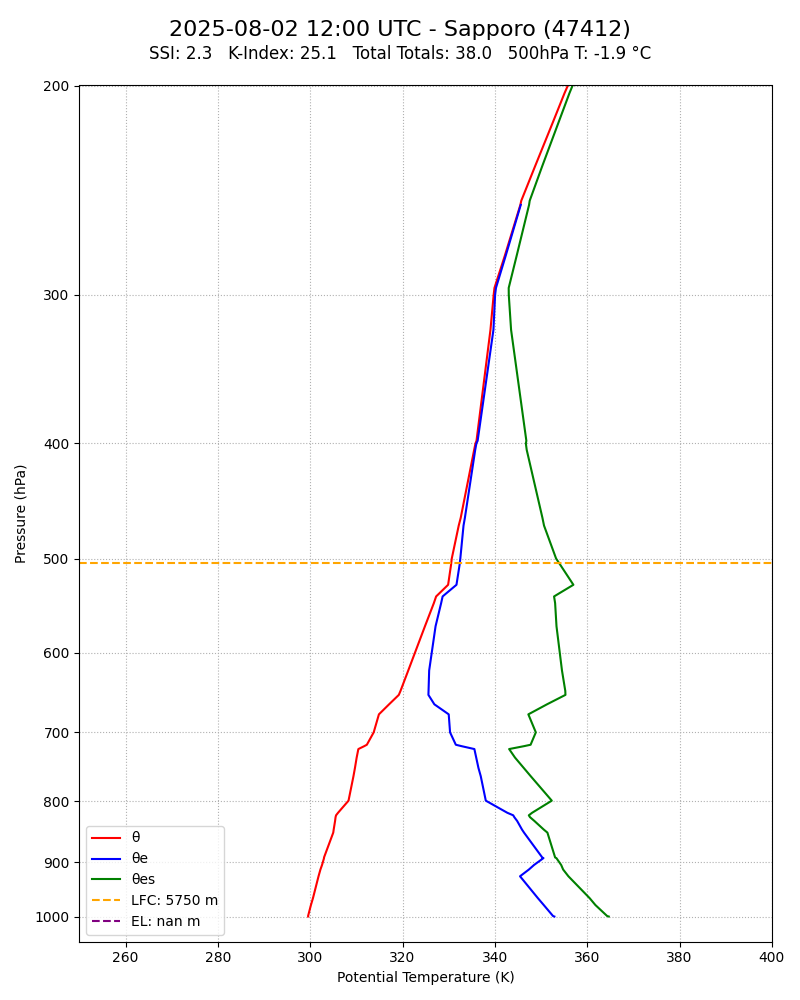 2025-08-02 12:00 UTC - Sapporo (47412)
SSI: 2.3   K-Index: 25.1   Total Totals: 38.0   500hPa T: -1.9 °C
Pressure (hPa)
200
300
400
500
600
700
800
900
1000
θ
θe
θes
LFC: 5750 m
EL: nan m
260 280 300 320 340 360 380 400
Potential Temperature (K)